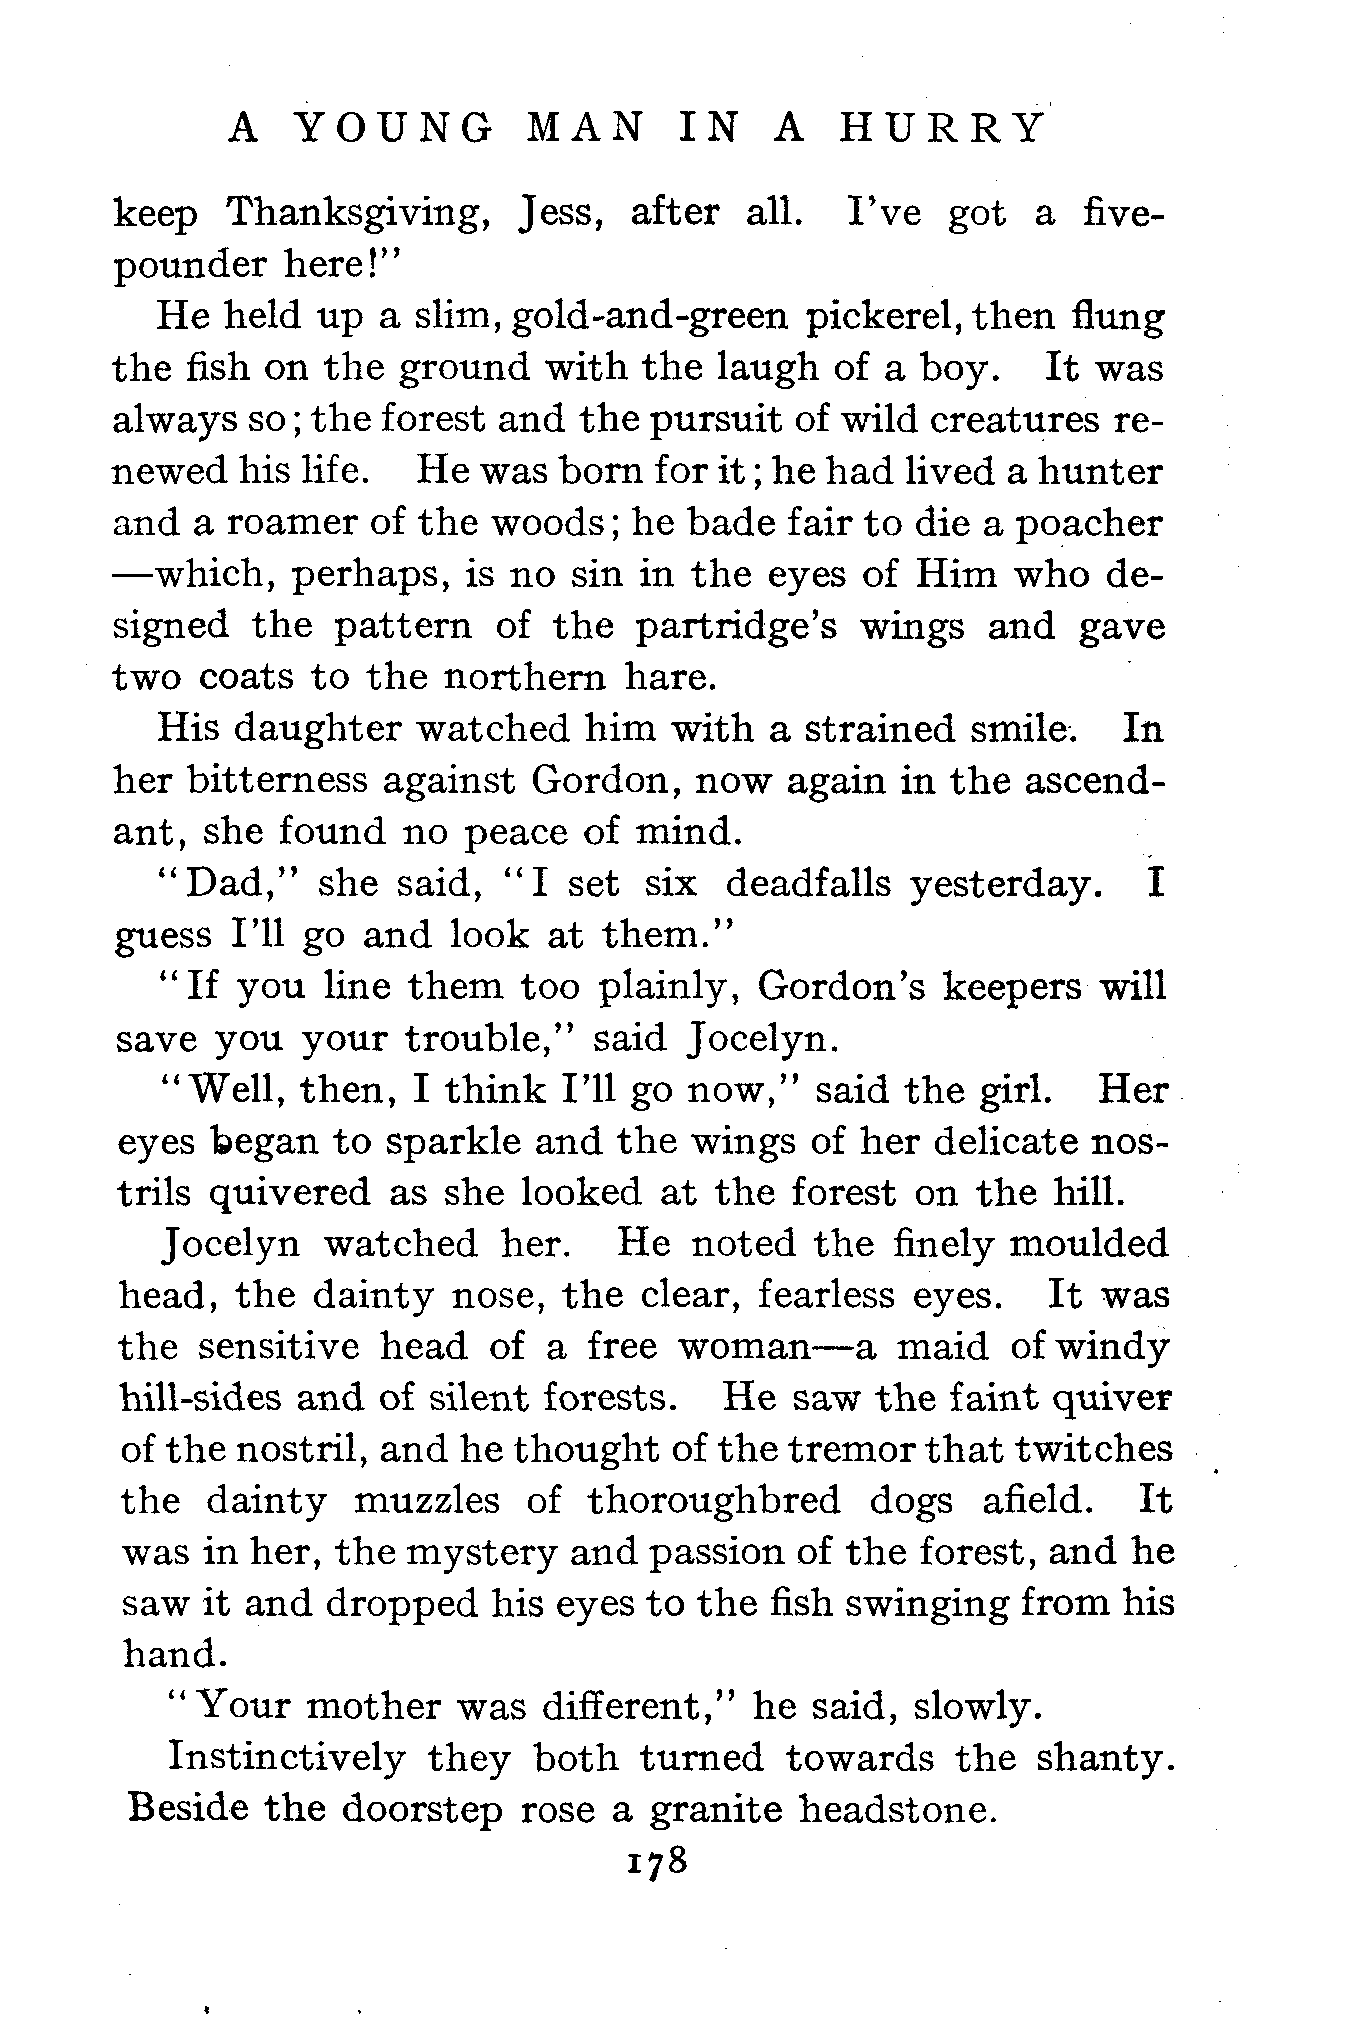 A YOUNG MAN IN A HURRY
keep Thanksgiving, Jess, after all. I've got a five-
pounder here!"
He held up a slim, gold-and-green pickerel, then flung
the fish on the ground with the laugh of a boy. It was
always so; the forest and the pursuit of wild creatures re-
newed his life. He was born for it; he had lived a hunter
and a roamer of the woods; he bade fair to die a poacher
—which, perhaps, is no sin in the eyes of Him who de-
signed the pattern of the partridge's wings and gave
two coats to the northern hare.
His daughter watched him with a strained smile. In
her bitterness against Gordon, now again in the ascend-
ant, she found no peace of mind.
"Dad," she said, "I set six deadfalls yesterday. I
guess I'll go and look at them."
"If you line them too plainly, Gordon's keepers will
save you your trouble," said Jocelyn.
"Well, then, I think I'll go now," said the girl. Her
eyes began to sparkle and the wings of her delicate nos-
trils quivered as she looked at the forest on the hill.
Jocelyn watched her. He noted the finely moulded
head, the dainty nose, the clear, fearless eyes. It was
the sensitive head of a free woman—a maid of windy
hill-sides and of silent forests. He saw the faint quiver
of the nostril, and he thought of the tremor that twitches
the dainty muzzles of thoroughbred dogs afield. It
was in her, the mystery and passion of the forest, and he
saw it and dropped his eyes to the fish swinging from his
hand.
"Your mother was different," he said, slowly.
Instinctively they both turned towards the shanty.
Beside the doorstep rose a granite headstone.
178